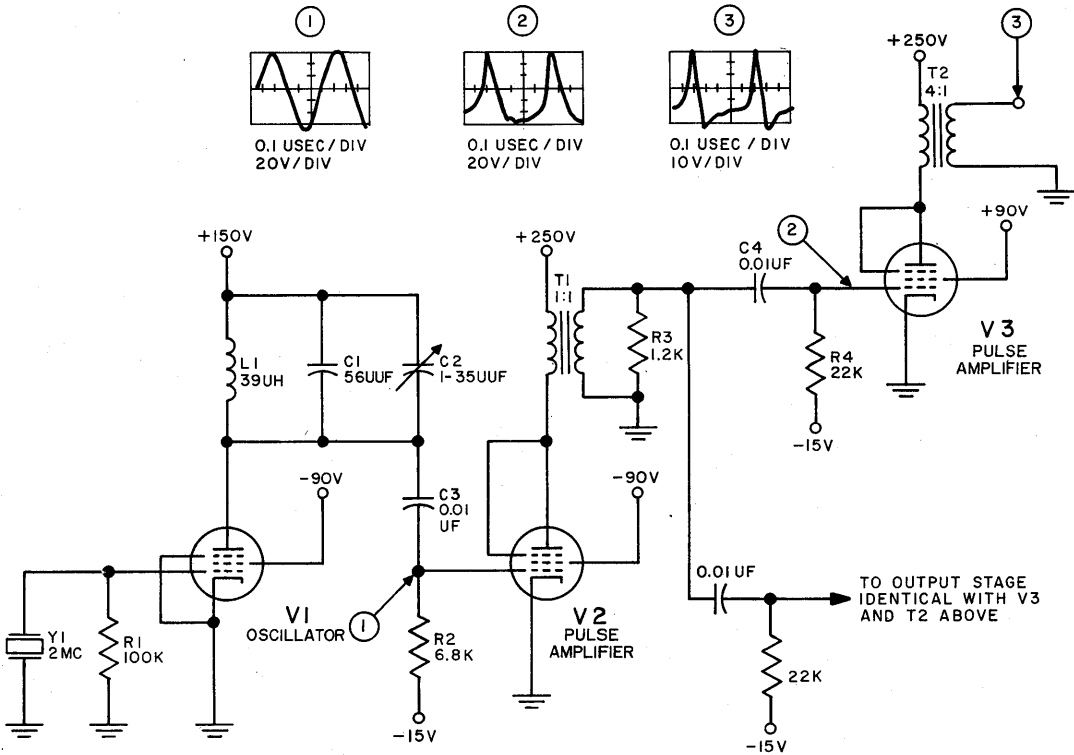 1
2
3
0.1 USEC / DIV
20V / DIV
0.1 USEC / DIV
20V / DIV
0.1 USEC / DIV
10V / DIV
+250V
3
T2
4:1
+90V
2
C4
0.01UF
R4
22K
-15V
V3
PULSE
AMPLIFIER
+150V
L1
39UH
C1
56UUF
C2
1-35UUF
+250V
T1
1:1
R3
1.2K
-90V
C3
0.01
UF
-90V
Y1
2MC
R1
100K
V1
OSCILLATOR
1
R2
6.8K
-15V
V2
PULSE
AMPLIFIER
0.01UF
TO OUTPUT STAGE
IDENTICAL WITH V3
AND T2 ABOVE
22K
-15V